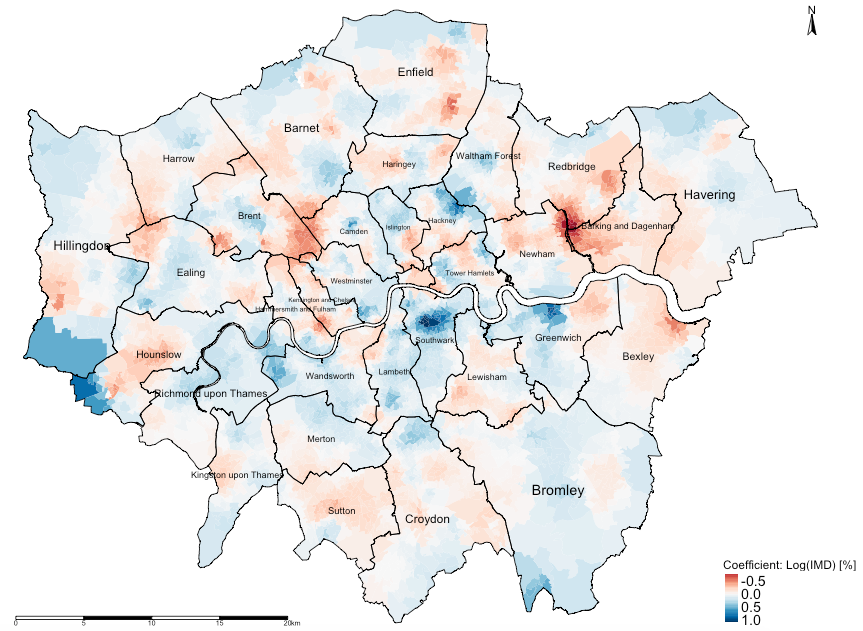 N
Enfield
Barnet
Harrow
Haringey
Waltham Forest
Redbridge
Havering
Brent
Camden
Islington
Hackney
Barking and Dagenham
Hillingdon
Ealing
Westminster
Tower Hamlets
Newham
Kensington and Chelsea
Hammersmith and Fulham
Hounslow
Southwark
Greenwich
Bexley
Richmond upon Thames
Wandsworth
Lambeth
Lewisham
Merton
Kingston upon Thames
Bromley
Sutton
Croydon
Coefficient: Log(IMD) [%]
-0.5
0.0
0.5
1.0
0 5 10 15 20km